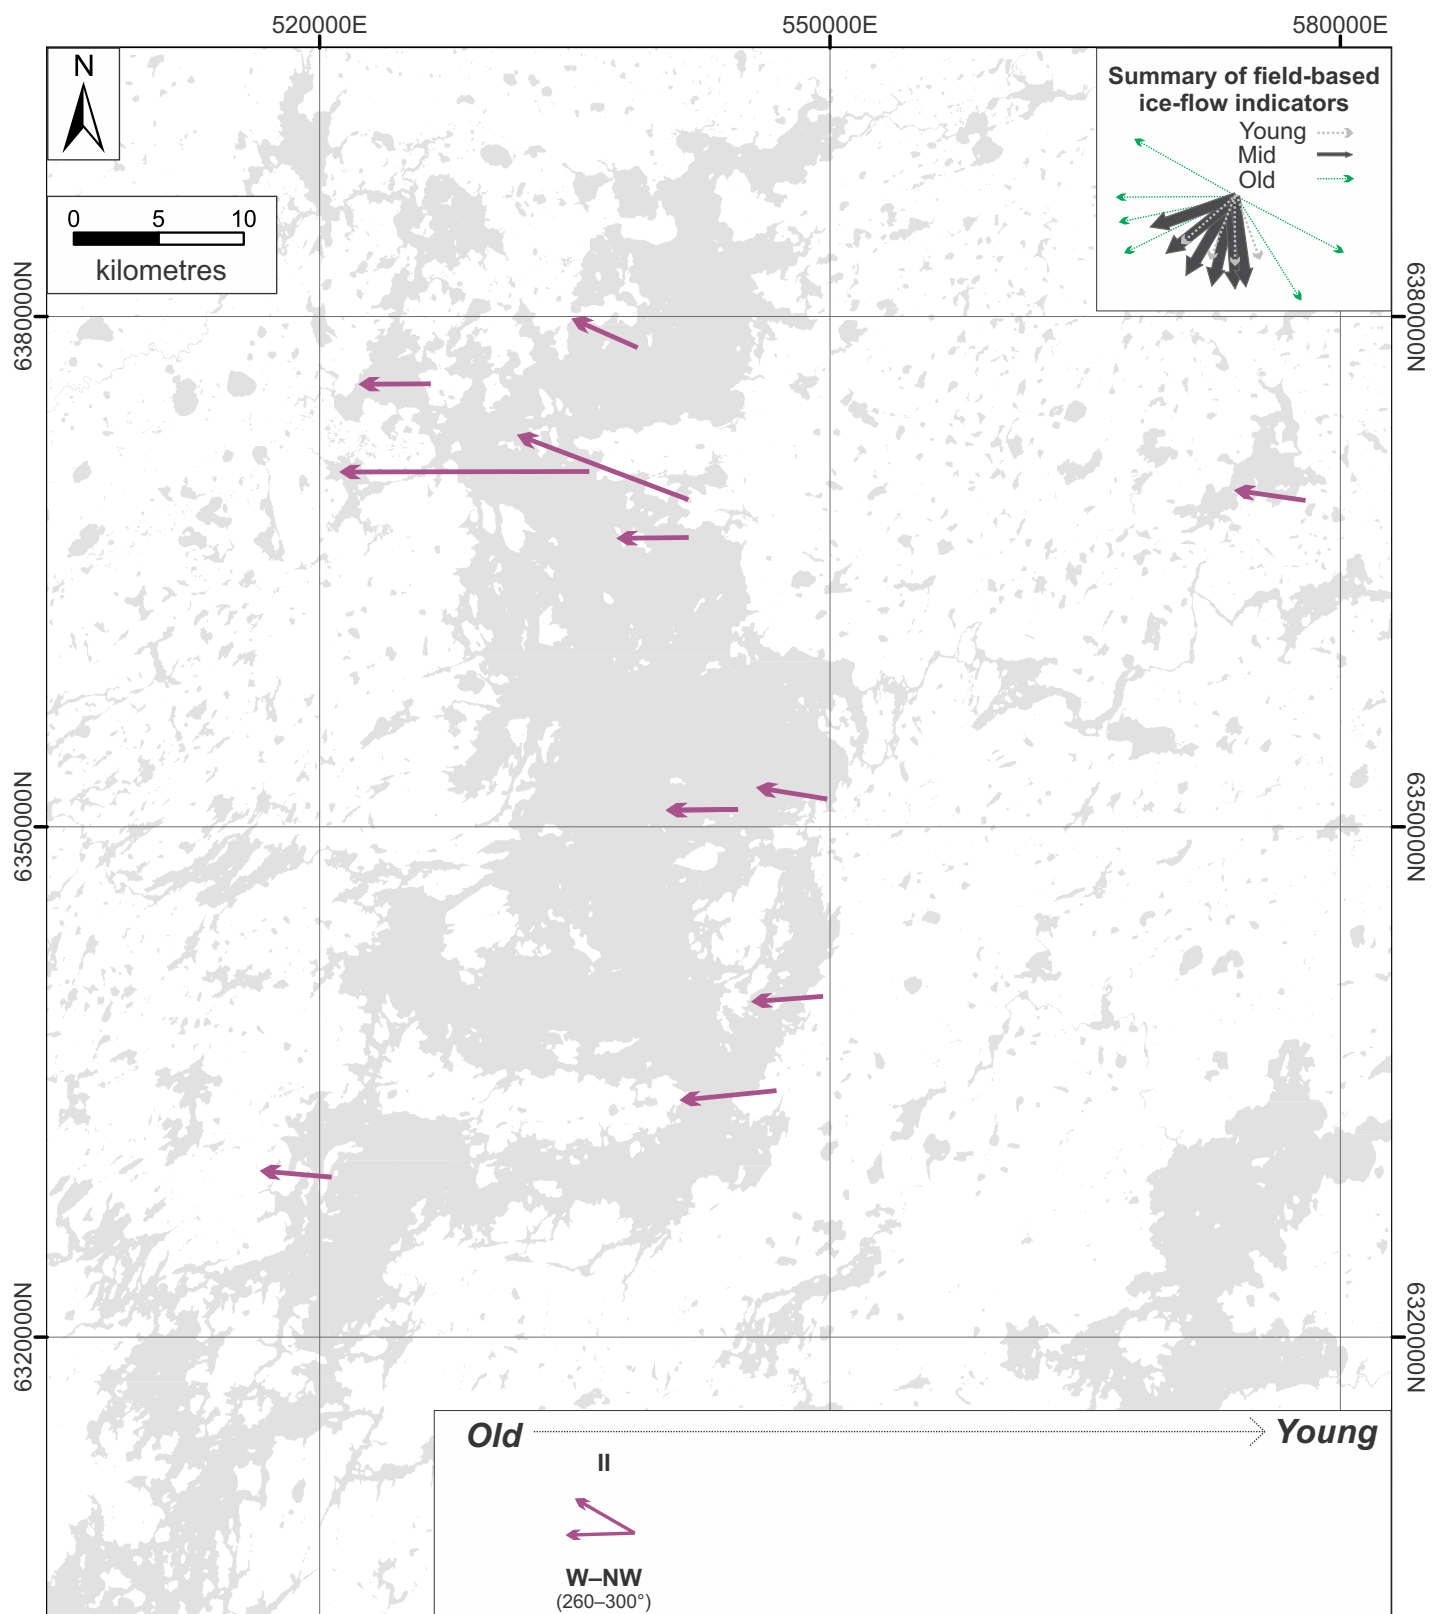 520000E 550000E 580000E
N
0 5 10
kilometres
Summary of field-based
ice-flow indicators
Young
Mid
Old
6380000N 6380000N
6350000N 6350000N
6320000N 6320000N
Old Young
II
W–NW
(260–300°)